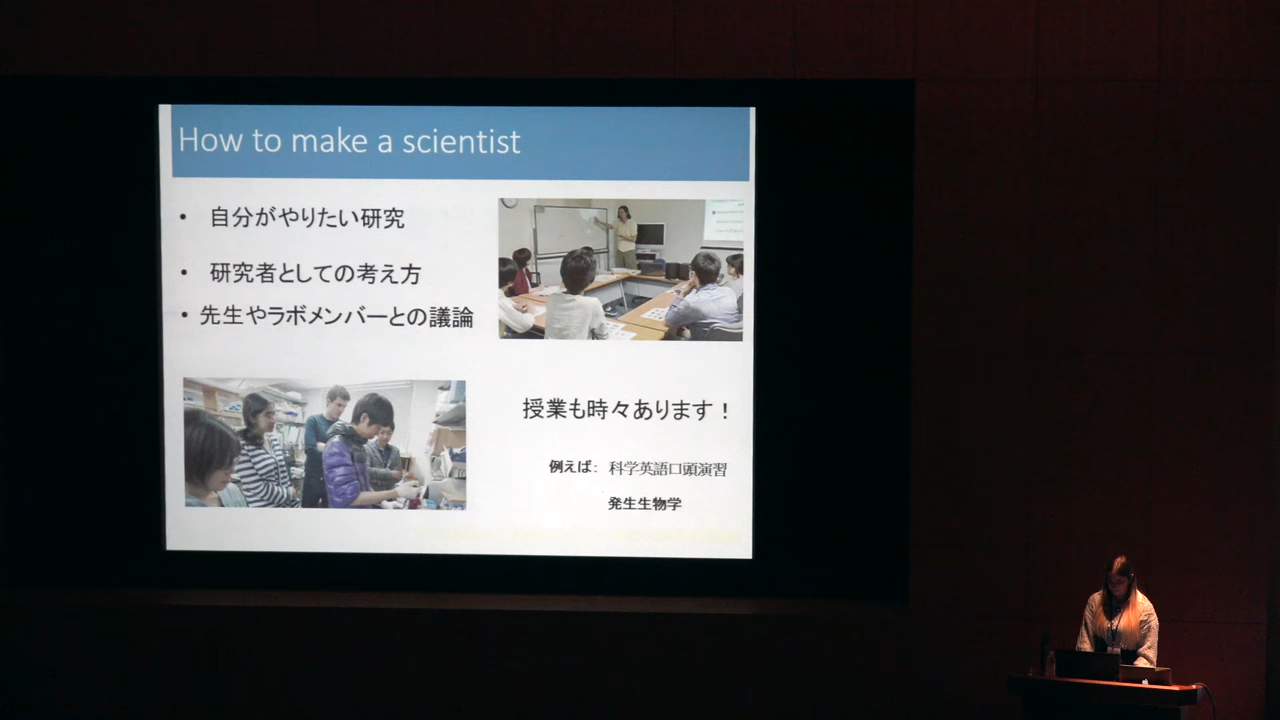 How to make a scientist
• 自分がやりたい研究
• 研究者としての考え方
• 先生やラボメンバーとの議論
授業も時々あります！
例えば： 科学英語口頭演習
発生生物学